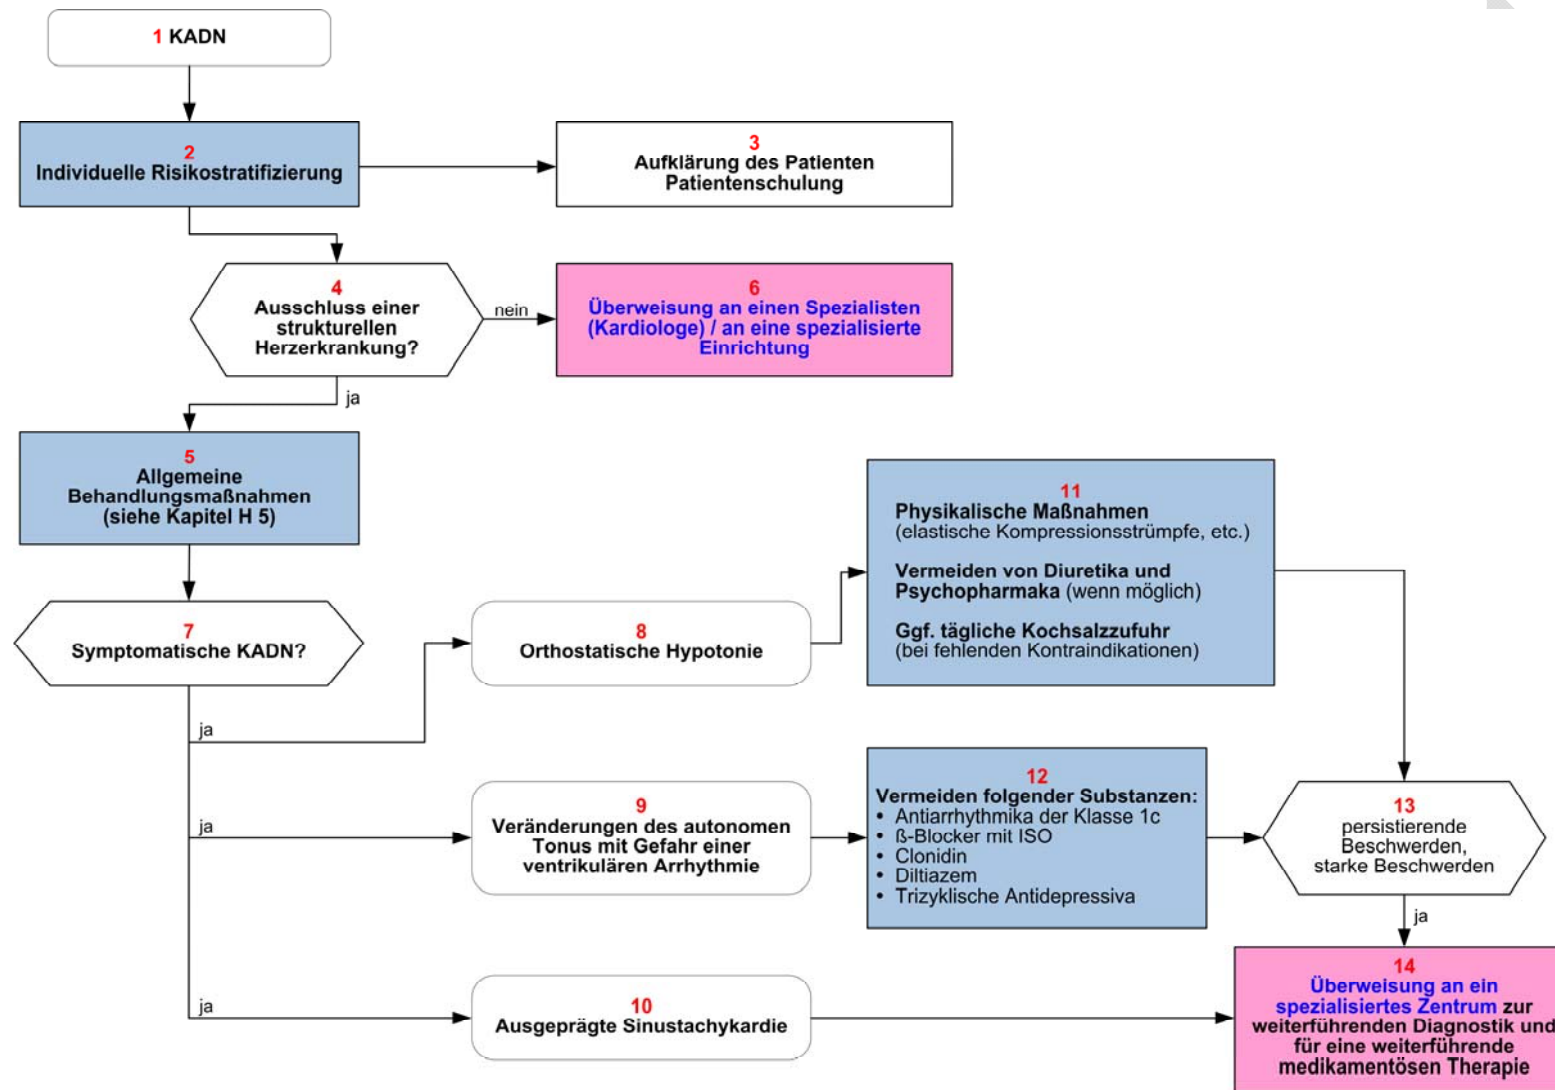 1 KADN
2
Individuelle Risikostratifizierung
3
Aufklärung des Patienten
Patientenschulung
4
Ausschluss einer
strukturellen
Herzerkrankung?
nein
6
Überweisung an einen Spezialisten
(Kardiologe) / an eine spezialisierte
Einrichtung
ja
5
Allgemeine
Behandlungsmaßnahmen
(siehe Kapitel H 5)
7
Symptomatische KADN?
ja
8
Orthostatische Hypotonie
11
Physikalische Maßnahmen
(elastische Kompressionsstrümpfe, etc.)
Vermeiden von Diuretika und
Psychopharmaka (wenn möglich)
Ggf. tägliche Kochsalzzufuhr
(bei fehlenden Kontraindikationen)
ja
9
Veränderungen des autonomen
Tonus mit Gefahr einer
ventrikulären Arrhythmie
12
Vermeiden folgender Substanzen:
• Antiarrhythmika der Klasse 1c
• ß-Blocker mit ISO
• Clonidin
• Diltiazem
• Trizyklische Antidepressiva
13
persistierende
Beschwerden,
starke Beschwerden
ja
ja
10
Ausgeprägte Sinustachykardie
14
Überweisung an ein
spezialisiertes Zentrum zur
weiterführenden Diagnostik und
für eine weiterführende
medikamentösen Therapie